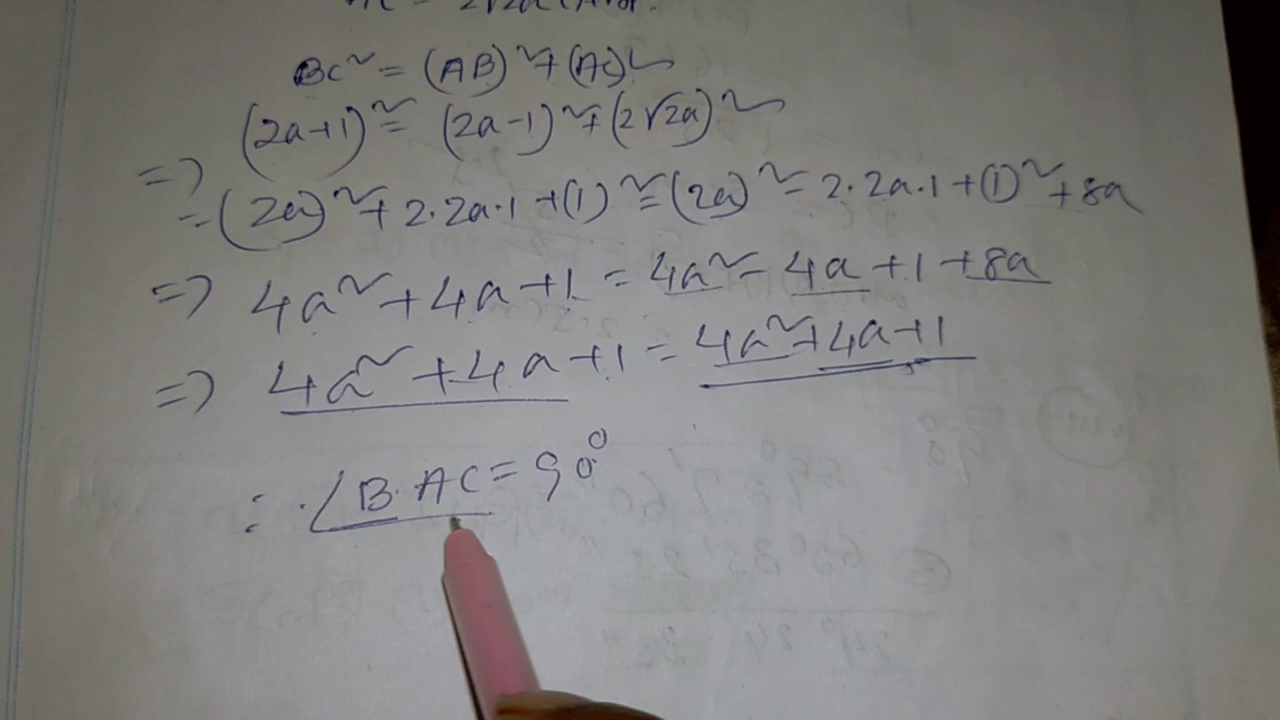 BC² = (AB)² + (AC)²
(2a+1)² = (2a-1)² + (2√2a)²
=> = (2a)² + 2·2a·1 + (1)² = (2a)² = 2·2a·1 + (1)² + 8a
=> 4a² + 4a + 1 = 4a² - 4a + 1 + 8a
=> 4a² + 4a + 1 = 4a² + 4a + 1
∴ ∠BAC = 90°